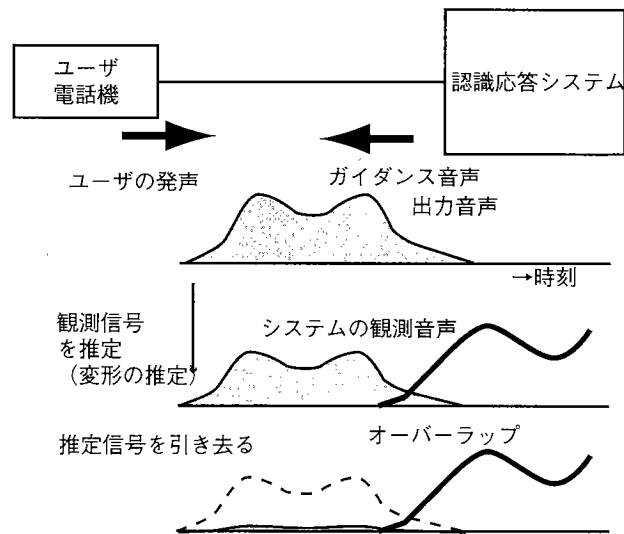 ユーザ
電話機
認識応答システム
ユーザの発声
ガイダンス音声
出力音声
→時刻
観測信号
を推定
（変形の推定）
システムの観測音声
推定信号を引き去る
オーバーラップ